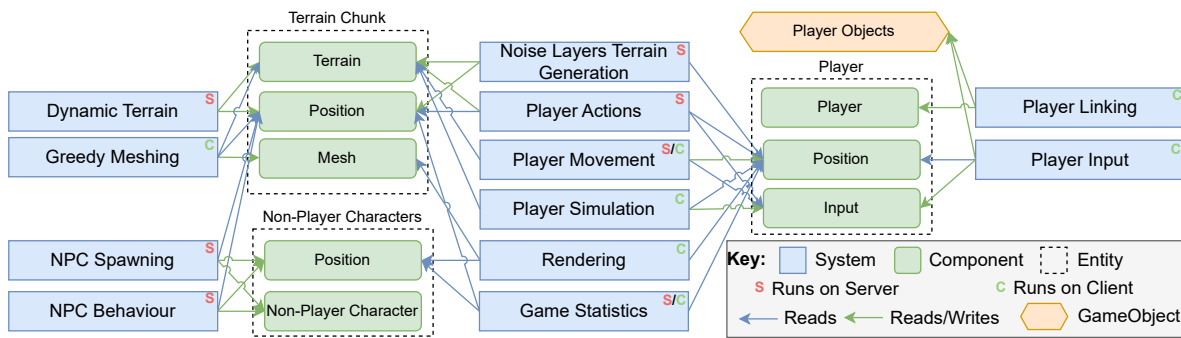 Terrain Chunk
Terrain
Position
Mesh
Dynamic Terrain S
Greedy Meshing C
Non-Player Characters
Position
Non-Player Character
NPC Spawning S
NPC Behaviour S
Noise Layers Terrain S
Generation
Player Actions S
Player Movement S/C
Player Simulation C
Rendering C
Game Statistics S/C
Player Objects
Player
Player
Position
Input
Player Linking C
Player Input C
Key: System Component Entity
S Runs on Server C Runs on Client
Reads Reads/Writes GameObject